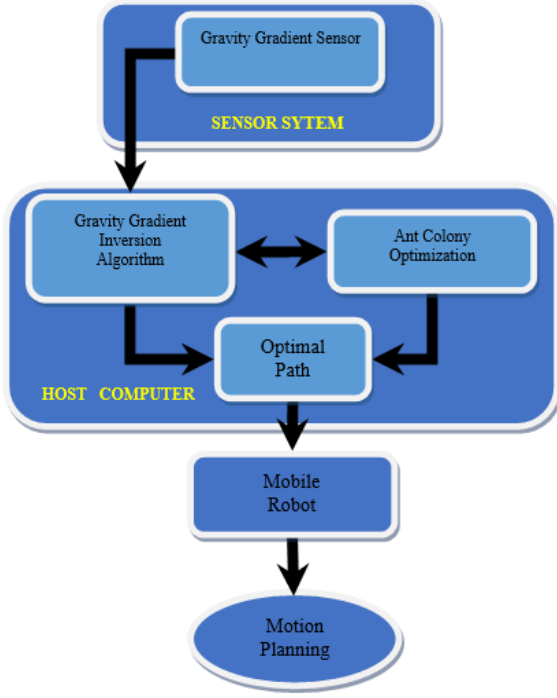 Gravity Gradient Sensor
SENSOR SYTEM
Gravity Gradient
Inversion
Algorithm
Ant Colony
Optimization
Optimal
Path
HOST COMPUTER
Mobile
Robot
Motion
Planning